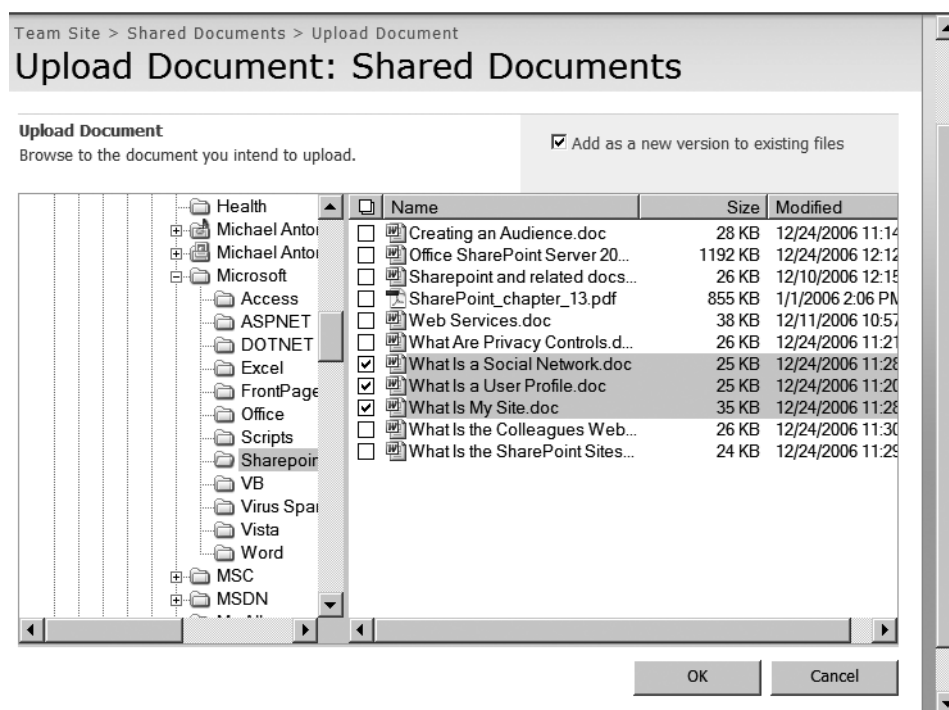 Team Site > Shared Documents > Upload Document
Upload Document: Shared Documents
Upload Document
Browse to the document you intend to upload.
Add as a new version to existing files
Health
Michael Anto
Michael Anto
Microsoft
Access
ASPNET
DOTNET
Excel
FrontPage
Office
Scripts
Sharepoin
VB
Virus Spa
Vista
Word
MSC
MSDN
Name Size Modified
Creating an Audience.doc 28 KB 12/24/2006 11:14
Office SharePoint Server 20... 1192 KB 12/24/2006 12:12
Sharepoint and related docs... 26 KB 12/10/2006 12:15
SharePoint_chapter_13.pdf 855 KB 1/1/2006 2:06 PM
Web Services.doc 38 KB 12/11/2006 10:57
What Are Privacy Controls.d... 26 KB 12/24/2006 11:21
What Is a Social Network.doc 25 KB 12/24/2006 11:28
What Is a User Profile.doc 25 KB 12/24/2006 11:20
What Is My Site.doc 35 KB 12/24/2006 11:28
What Is the Colleagues Web... 26 KB 12/24/2006 11:30
What Is the SharePoint Sites... 24 KB 12/24/2006 11:29
OK
Cancel